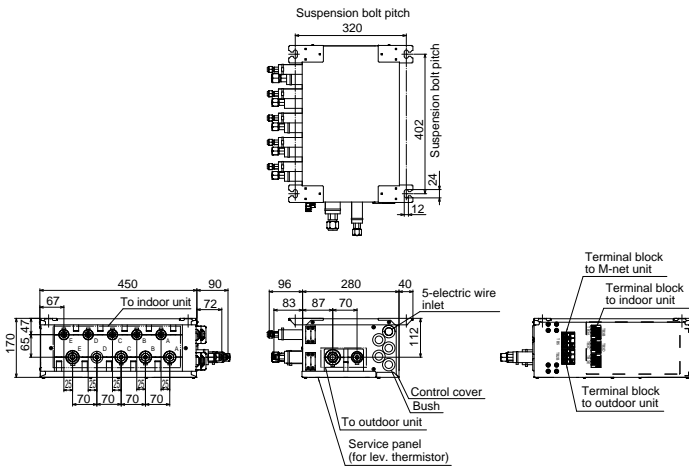 Suspension bolt pitch
320
402
Suspension bolt pitch
24
12
450
90
67
To indoor unit
72
170
65 47
E D C B A
E D C B A
25 25 25 25 25
70 70 70 70
96
280
40
83
87
70
5-electric wire
inlet
112
Control cover
Bush
To outdoor unit
Service panel
(for lev. thermistor)
Terminal block
to M-net unit
Terminal block
to indoor unit
Terminal block
to outdoor unit